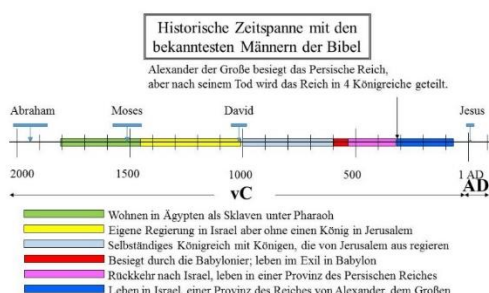 Historische Zeitspanne mit den
bekanntesten Männern der Bibel
Alexander der Große besiegt das Persische Reich,
aber nach seinem Tod wird das Reich in 4 Königreiche geteilt.
Abraham Moses David Jesus
2000 1500 1000 500 1 AD
vC AD
Wohnen in Ägypten als Sklaven unter Pharaoh
Eigene Regierung in Israel aber ohne einen König in Jerusalem
Selbständiges Königreich mit Königen, die von Jerusalem aus regieren
Besiegt durch die Babylonier; leben im Exil in Babylon
Rückkehr nach Israel, leben in einer Provinz des Persischen Reiches
Leben in Israel, einer Provinz des Reiches von Alexander, dem Großen